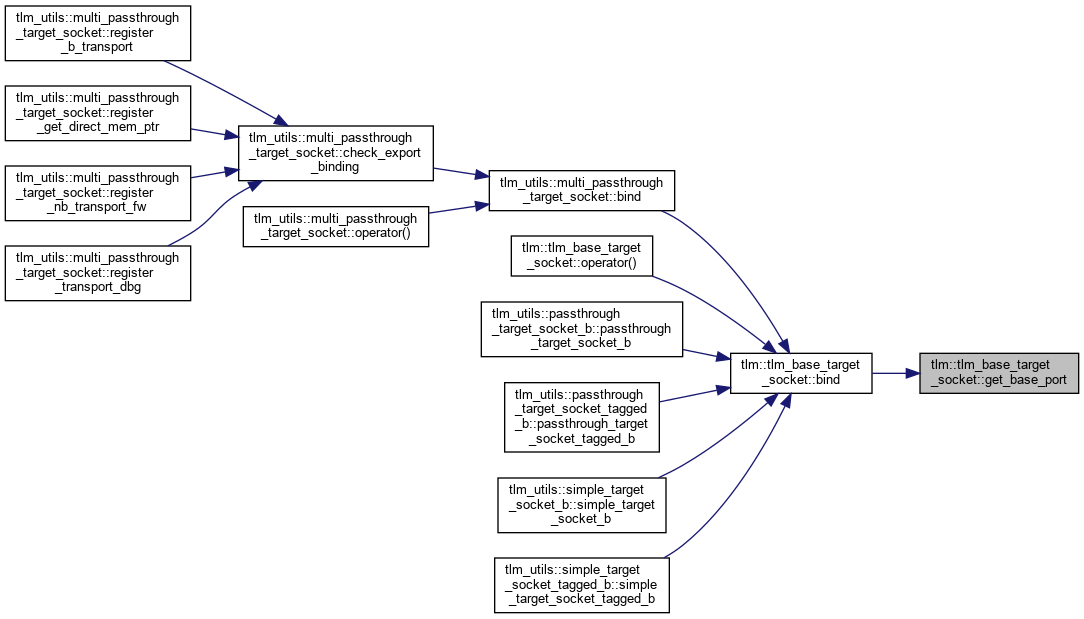 tlm_utils::multi_passthrough
_target_socket::register
_b_transport
tlm_utils::multi_passthrough
_target_socket::register
_get_direct_mem_ptr
tlm_utils::multi_passthrough
_target_socket::register
_nb_transport_fw
tlm_utils::multi_passthrough
_target_socket::register
_transport_dbg
tlm_utils::multi_passthrough
_target_socket::check_export
_binding
tlm_utils::multi_passthrough
_target_socket::operator()
tlm_utils::multi_passthrough
_target_socket::bind
tlm::tlm_base_target
_socket::operator()
tlm_utils::passthrough
_target_socket_b::passthrough
_target_socket_b
tlm_utils::passthrough
_target_socket_tagged
_b::passthrough_target
_socket_tagged_b
tlm_utils::simple_target
_socket_b::simple_target
_socket_b
tlm_utils::simple_target
_socket_tagged_b::simple
_target_socket_tagged_b
tlm::tlm_base_target
_socket::bind
tlm::tlm_base_target
_socket::get_base_port